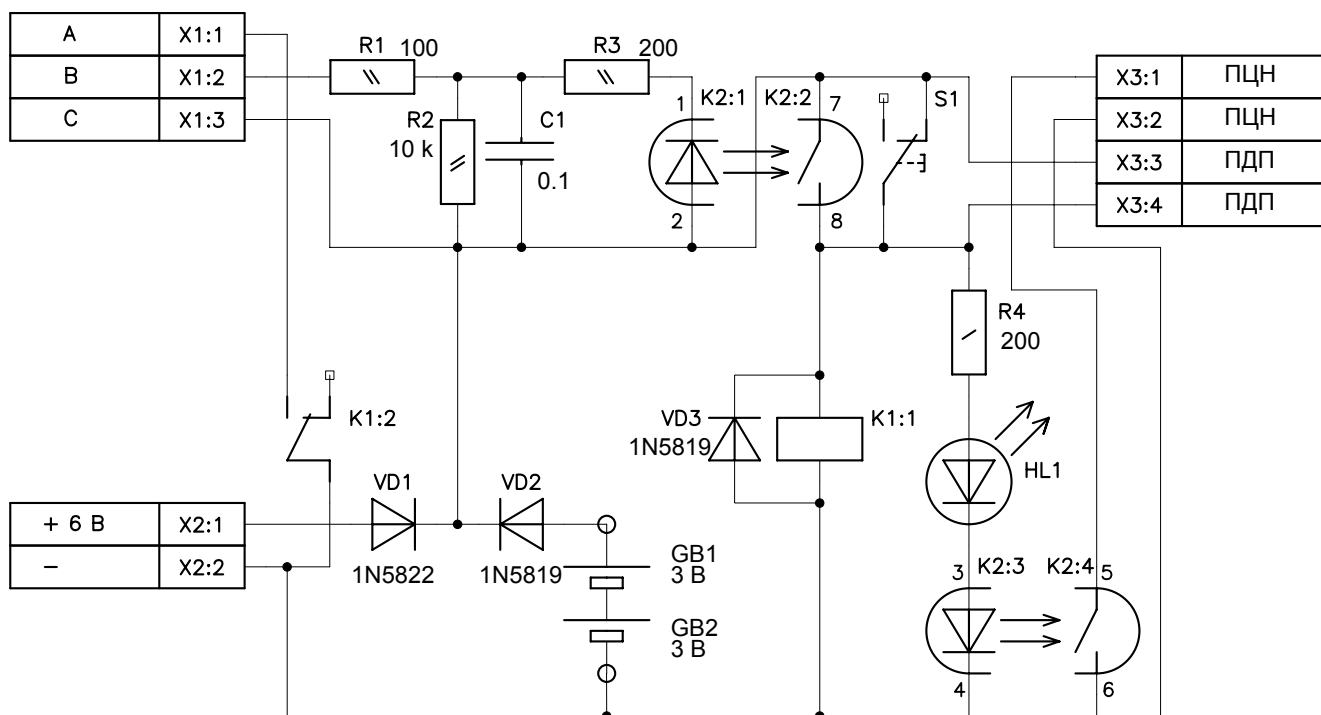 A X1:1
B X1:2
C X1:3
R1 100
R3 200
R2
10 k
C1
0.1
1 K2:1
2
K2:2 7
8
S1
X3:1 ПЦН
X3:2 ПЦН
X3:3 ПДП
X3:4 ПДП
R4
200
K1:2
VD3
1N5819
K1:1
HL1
+ 6 В X2:1
– X2:2
VD1
1N5822
VD2
1N5819
GB1
3 В
GB2
3 В
3 K2:3
4
K2:4 5
6